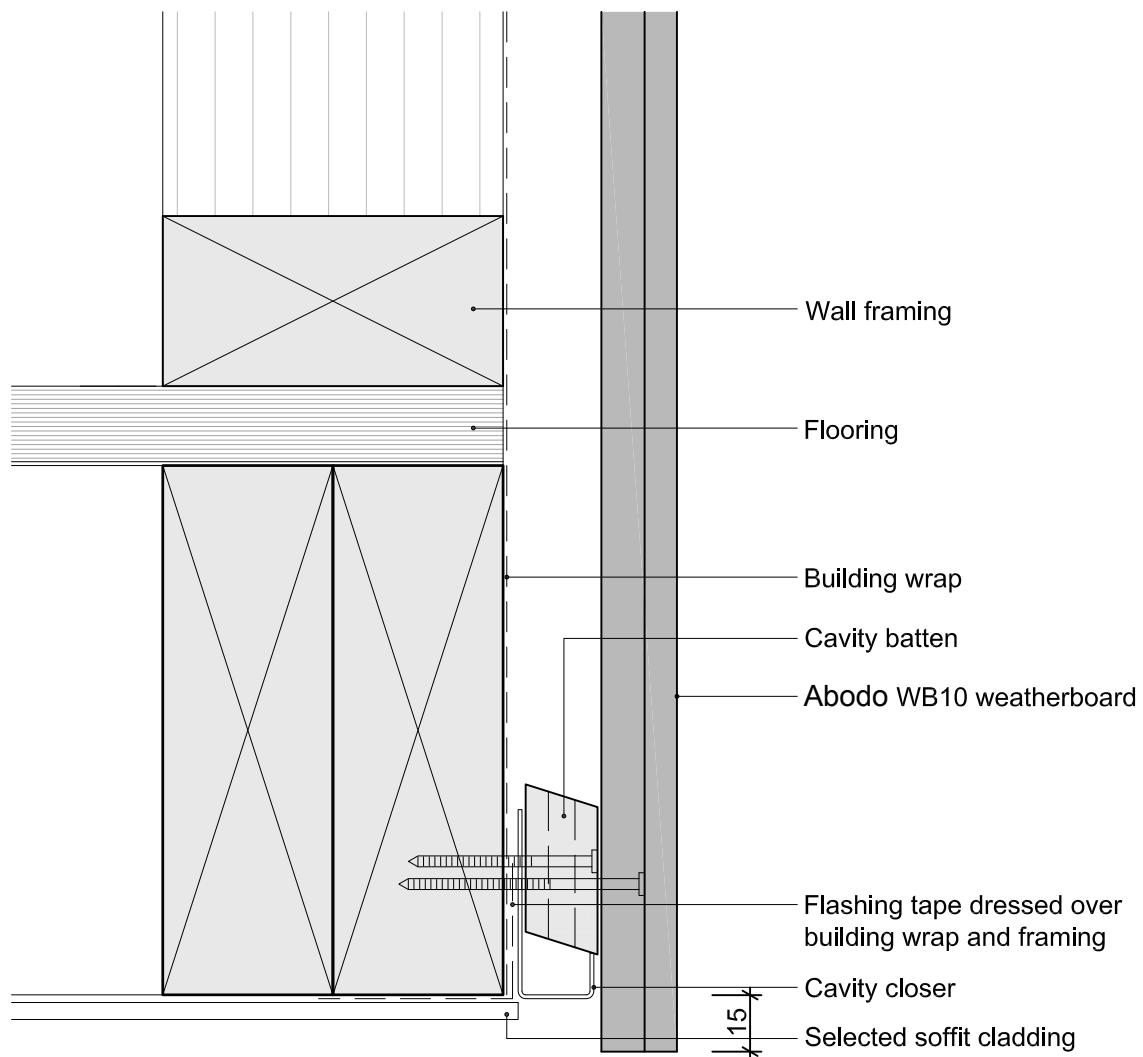 Wall framing
Flooring
Building wrap
Cavity batten
Abodo WB10 weatherboard
Flashing tape dressed over
building wrap and framing
Cavity closer
15
Selected soffit cladding